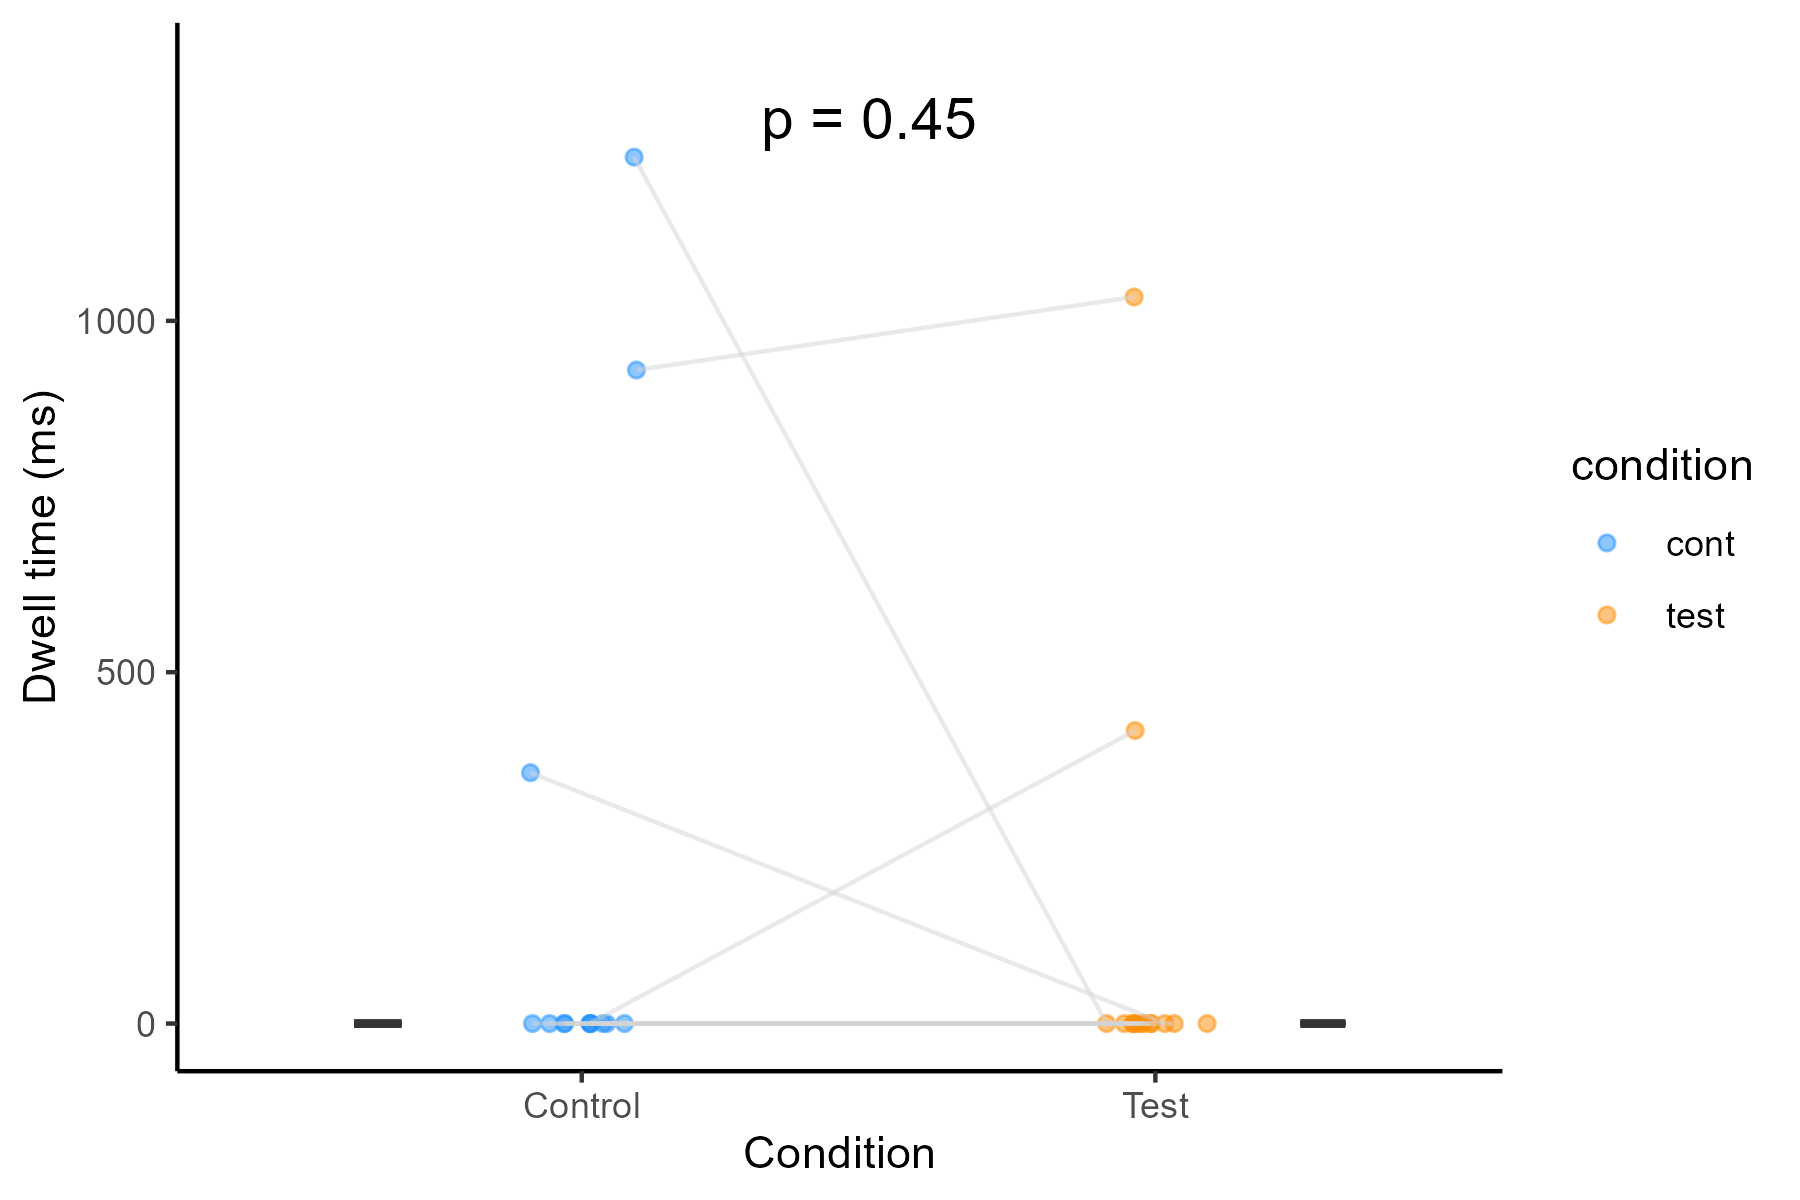 p = 0.45
1000
500
0
Dwell time (ms)
Control
Test
Condition
condition
cont
test